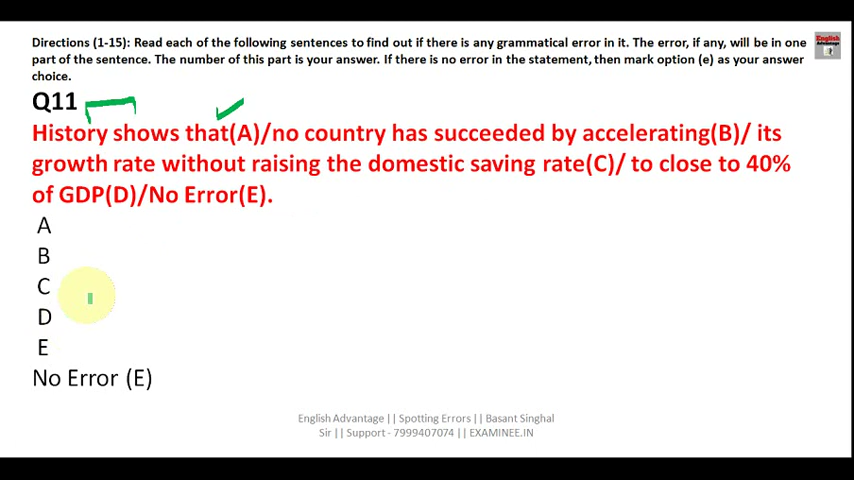 Directions (1-15): Read each of the following sentences to find out if there is any grammatical error in it. The error, if any, will be in one
part of the sentence. The number of this part is your answer. If there is no error in the statement, then mark option (e) as your answer
choice.
English
Advantage
Q11
History shows that(A)/no country has succeeded by accelerating(B)/ its
growth rate without raising the domestic saving rate(C)/ to close to 40%
of GDP(D)/No Error(E).
A
B
C
D
E
No Error (E)
English Advantage || Spotting Errors || Basant Singhal
Sir || Support - 7999407074 || EXAMINEE.IN